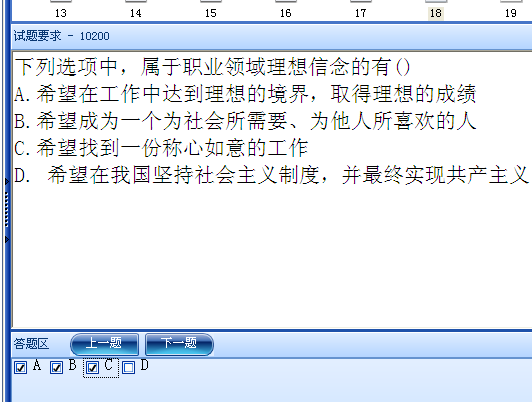 13 14 15 16 17 18 19
试题要求 - 10200
下列选项中，属于职业领域理想信念的有()
A.希望在工作中达到理想的境界，取得理想的成绩
B.希望成为一个为社会所需要、为他人所喜欢的人
C.希望找到一份称心如意的工作
D. 希望在我国坚持社会主义制度，并最终实现共产主义
答题区 上一题 下一题
A B C D